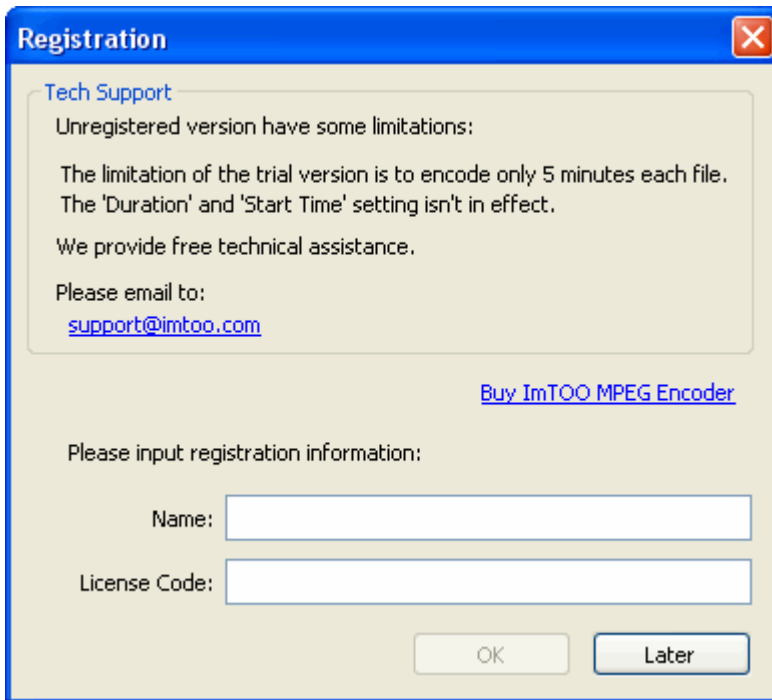 Registration
Tech Support
Unregistered version have some limitations:
The limitation of the trial version is to encode only 5 minutes each file.
The 'Duration' and 'Start Time' setting isn't in effect.
We provide free technical assistance.
Please email to:
support@imtoo.com
Buy ImTOO MPEG Encoder
Please input registration information:
Name:
License Code:
OK
Later